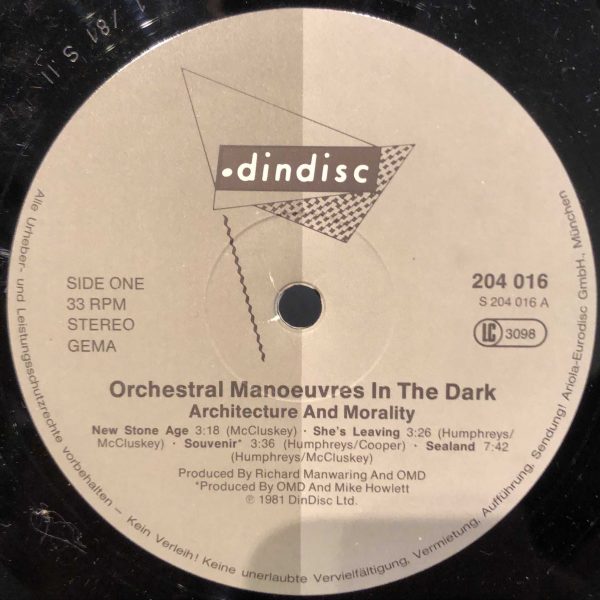 .dindisc
SIDE ONE
33 RPM
STEREO
GEMA
204 016
S 204 016 A
LC 3098
Orchestral Manoeuvres In The Dark
Architecture And Morality
New Stone Age 3:18 (McCluskey) · She's Leaving 3:26 (Humphreys/
McCluskey) · Souvenir* 3:36 (Humphreys/Cooper) · Sealand 7:42
(Humphreys/McCluskey)
Produced By Richard Manwaring And OMD
*Produced By OMD And Mike Howlett
℗ 1981 DinDisc Ltd.
Alle Urheber- und Leistungsschutzrechte vorbehalten – Kein Verleih! Keine unerlaubte Vervielfältigung, Vermietung, Aufführung, Sendung! Ariola-Eurodisc GmbH., München